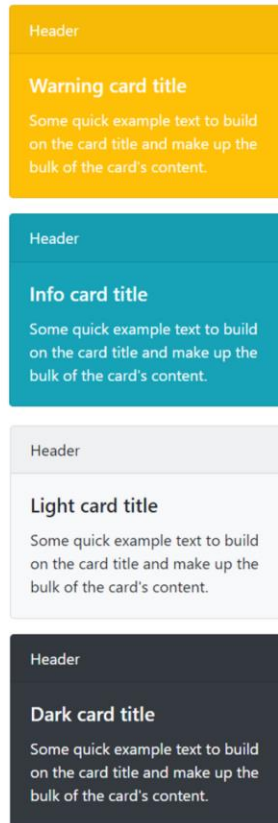 Header
Warning card title
Some quick example text to build
on the card title and make up the
bulk of the card's content.
Header
Info card title
Some quick example text to build
on the card title and make up the
bulk of the card's content.
Header
Light card title
Some quick example text to build
on the card title and make up the
bulk of the card's content.
Header
Dark card title
Some quick example text to build
on the card title and make up the
bulk of the card's content.